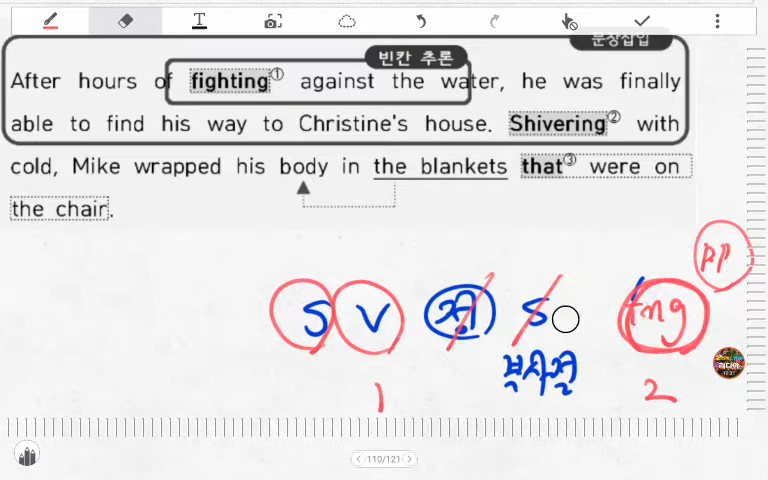 문장삽입
빈칸 추론
After hours of fighting① against the water, he was finally
able to find his way to Christine's house. Shivering② with
cold, Mike wrapped his body in the blankets that③ were on
the chair.
pp
S V 접 S ing
부사절
1 2
110/121